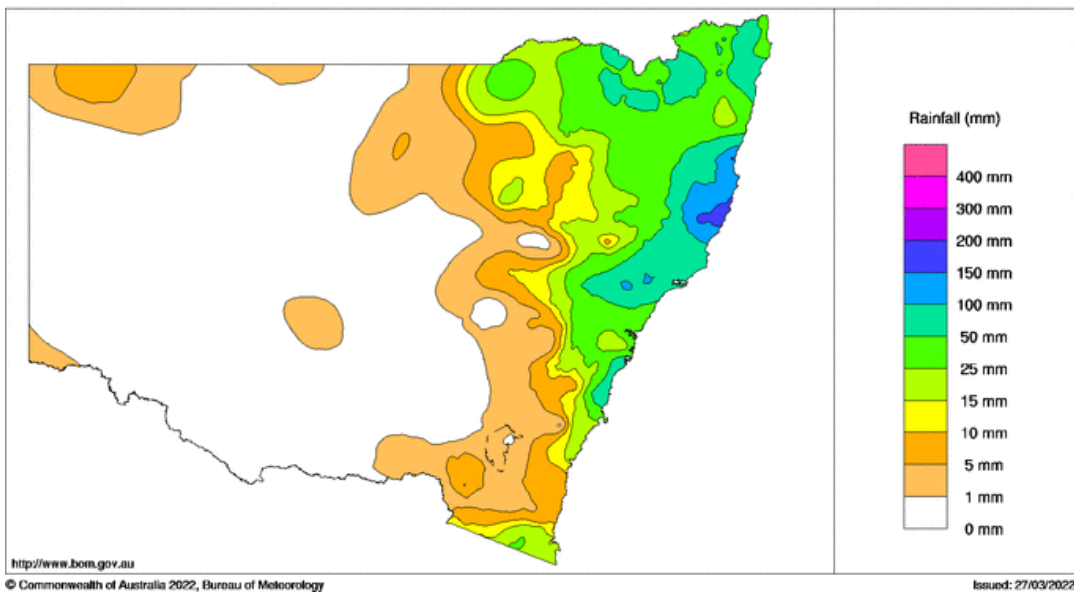 Rainfall (mm)
400 mm
300 mm
200 mm
150 mm
100 mm
50 mm
25 mm
15 mm
10 mm
5 mm
1 mm
0 mm
http://www.bom.gov.au
© Commonwealth of Australia 2022, Bureau of Meteorology
Issued: 27/03/2022